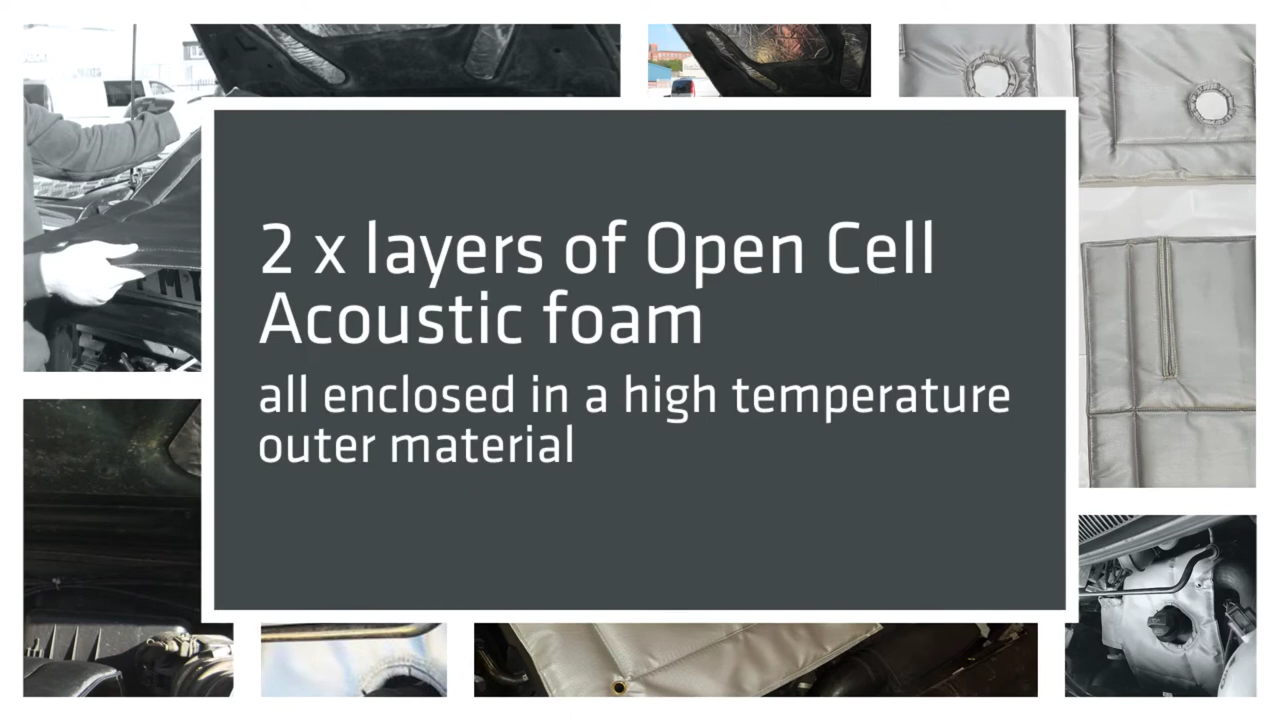 2 x layers of Open Cell
Acoustic foam
all enclosed in a high temperature
outer material